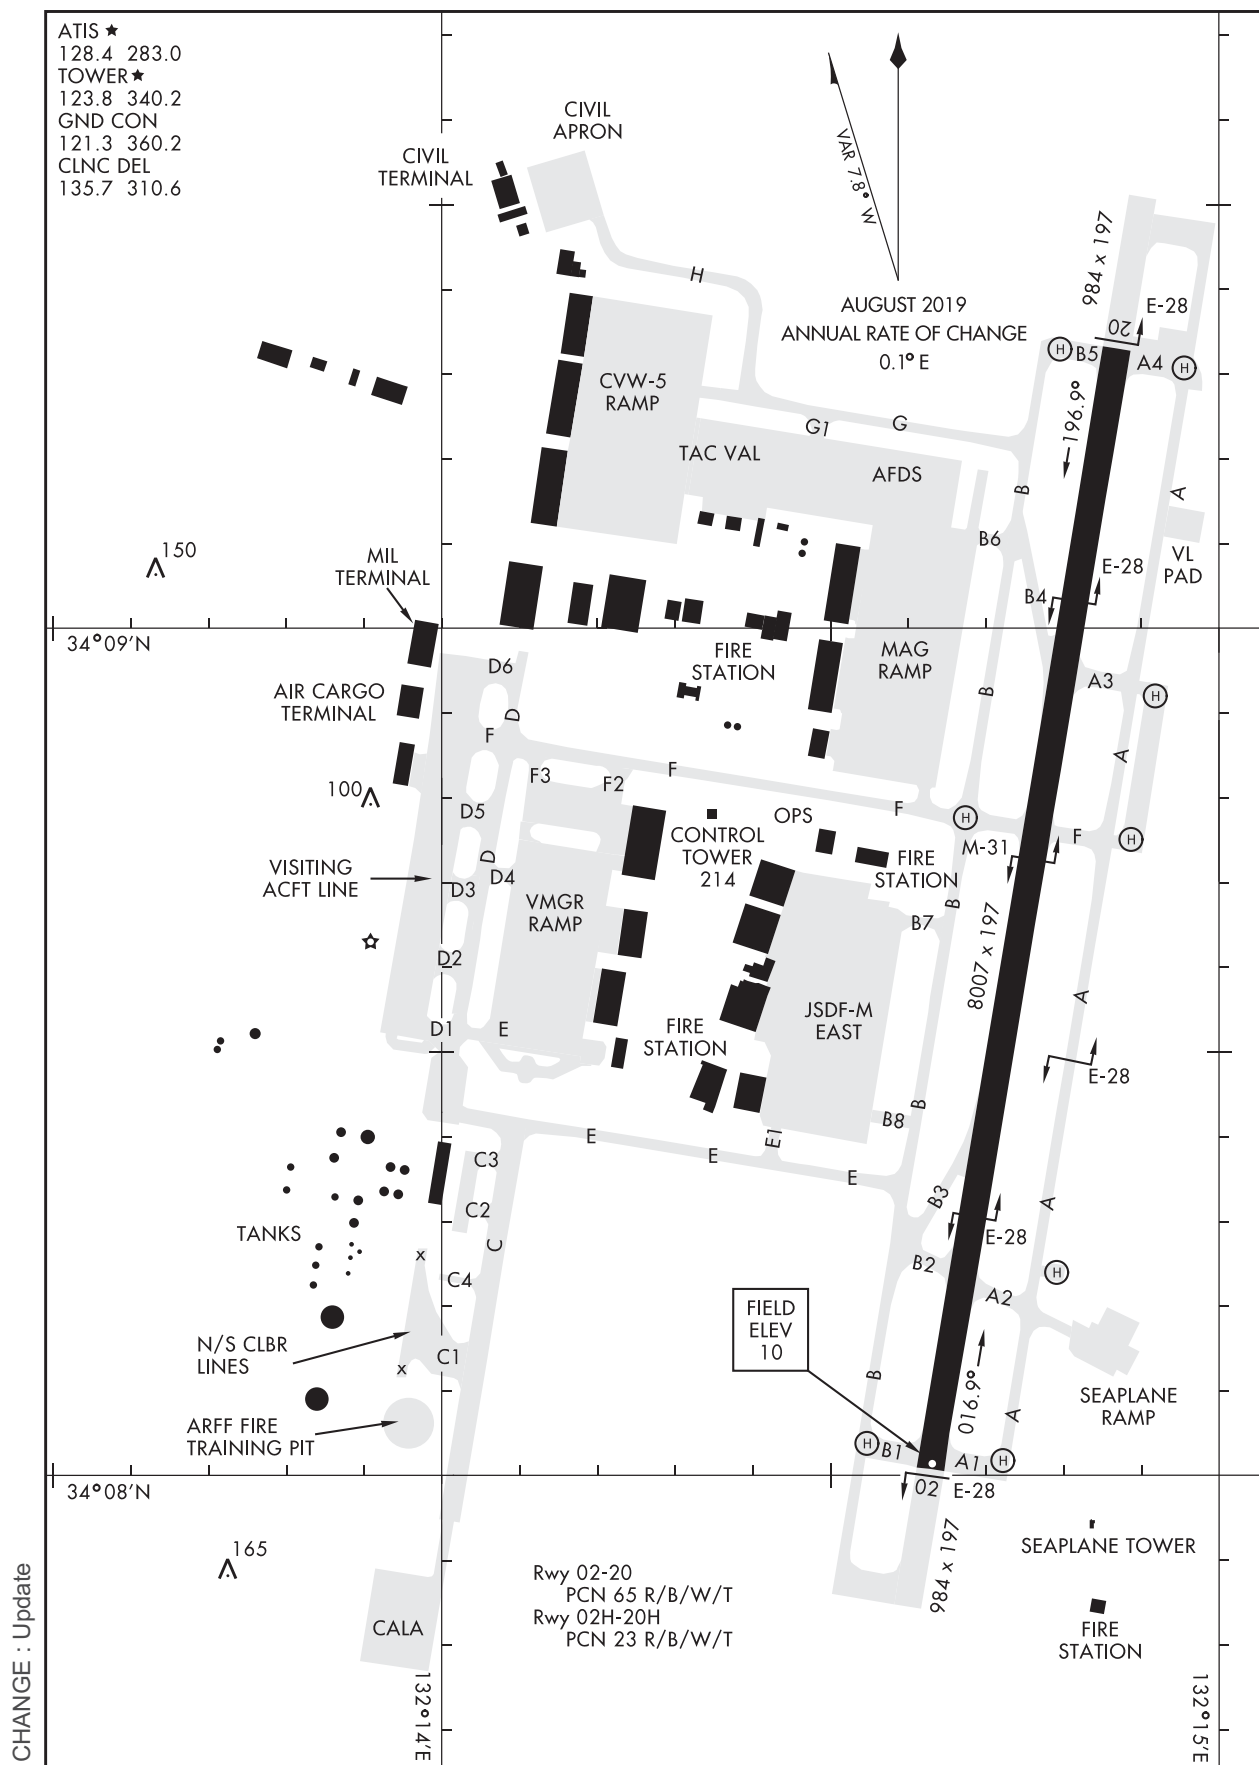 ATIS ★
128.4 283.0
TOWER ★
123.8 340.2
GND CON
121.3 360.2
CLNC DEL
135.7 310.6
CIVIL
APRON
CIVIL
TERMINAL
VAR 7.8° W
AUGUST 2019
ANNUAL RATE OF CHANGE
0.1° E
984 x 197
E-28
20
H
H
B5
A4
H
196.9°
CVW-5
RAMP
G1
G
TAC VAL
AFDS
B
A
B6
VL
PAD
E-28
B4
150
MIL
TERMINAL
34°09'N
FIRE
STATION
MAG
RAMP
D6
AIR CARGO
TERMINAL
D
B
A3
H
F
A
F
F3
F2
100
D5
OPS
F
H
CONTROL
TOWER
214
M-31
F
H
FIRE
STATION
VISITING
ACFT LINE
D
D4
D3
VMGR
RAMP
B
B7
8007 x 197
D2
A
D1
E
FIRE
STATION
JSDF-M
EAST
E-28
B
B8
E
E1
E
E
C3
B3
A
C2
TANKS
C
E-28
x
B2
C4
H
A2
FIELD
ELEV
10
N/S CLBR
LINES
C1
x
B
016.9°
SEAPLANE
RAMP
ARFF FIRE
TRAINING PIT
A
H
B1
A1
H
34°08'N
02
E-28
SEAPLANE TOWER
165
984 x 197
Rwy 02-20
PCN 65 R/B/W/T
Rwy 02H-20H
PCN 23 R/B/W/T
CALA
FIRE
STATION
132°14'E
132°15'E
CHANGE : Update